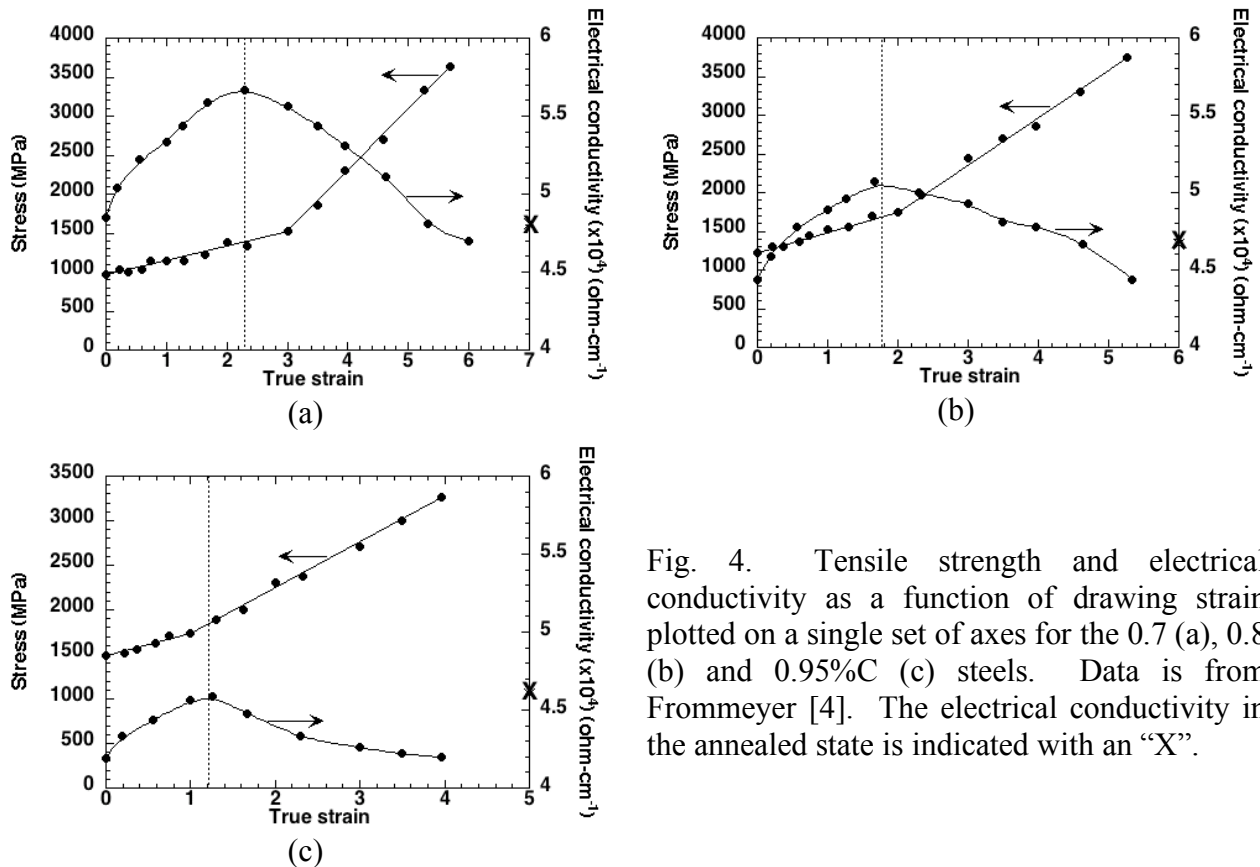 4000
3500
3000
2500
2000
1500
1000
500
0
Stress (MPa)
0 1 2 3 4 5 6 7
True strain
6
5.5
5
4.5
4
Electrical conductivity (x10⁴) (ohm-cm⁻¹)
X
(a)
4000
3500
3000
2500
2000
1500
1000
500
0
Stress (MPa)
0 1 2 3 4 5 6
True strain
6
5.5
5
4.5
4
Electrical conductivity (x10⁴) (ohm-cm⁻¹)
X
(b)
3500
3000
2500
2000
1500
1000
500
0
Stress (MPa)
0 1 2 3 4 5
True strain
6
5.5
5
4.5
4
Electrical conductivity (x10⁴) (ohm-cm⁻¹)
X
(c)
Fig. 4. Tensile strength and electrical
conductivity as a function of drawing strain
plotted on a single set of axes for the 0.7 (a), 0.8
(b) and 0.95%C (c) steels. Data is from
Frommeyer [4]. The electrical conductivity in
the annealed state is indicated with an “X”.